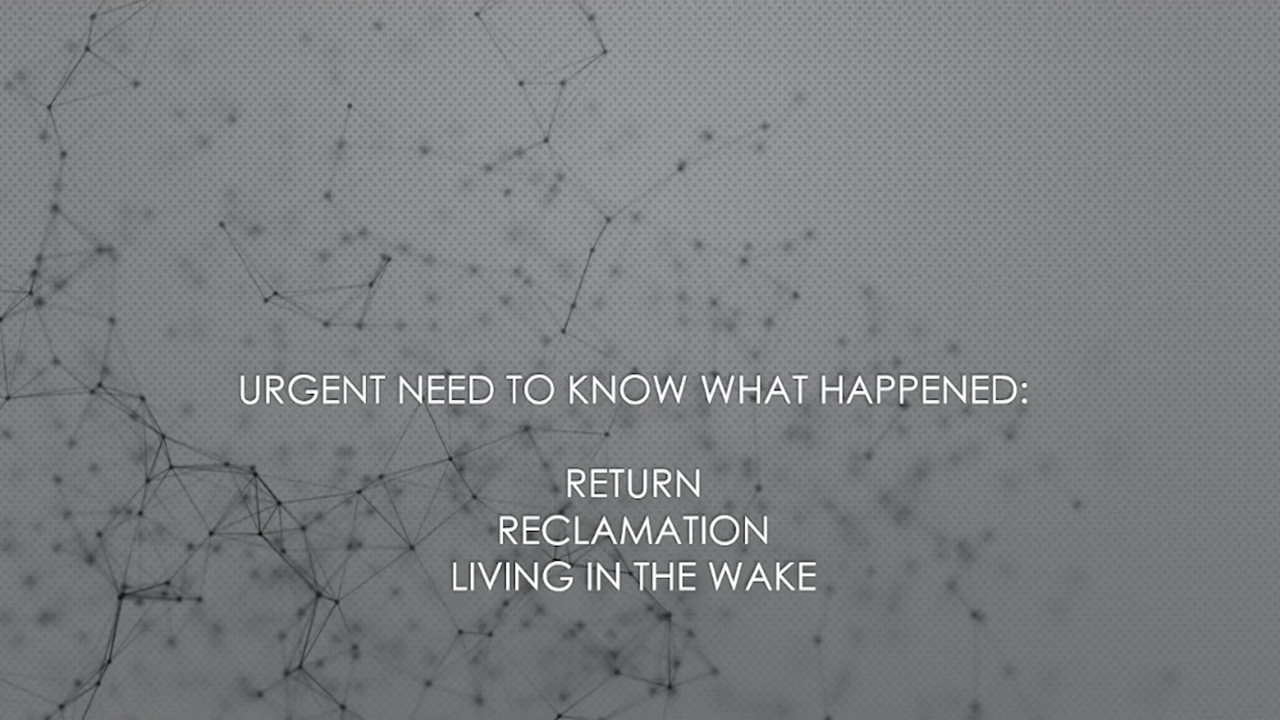 URGENT NEED TO KNOW WHAT HAPPENED:
RETURN
RECLAMATION
LIVING IN THE WAKE